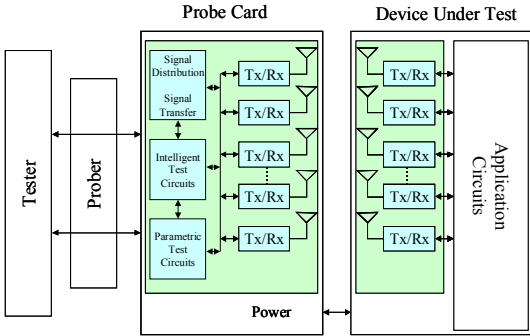 Probe Card
Device Under Test
Tester
Prober
Signal
Distribution
Signal
Transfer
Intelligent
Test
Circuits
Parametric
Test
Circuits
Tx/Rx
Tx/Rx
Tx/Rx
Tx/Rx
Tx/Rx
Power
Tx/Rx
Tx/Rx
Tx/Rx
Tx/Rx
Tx/Rx
Application
Circuits